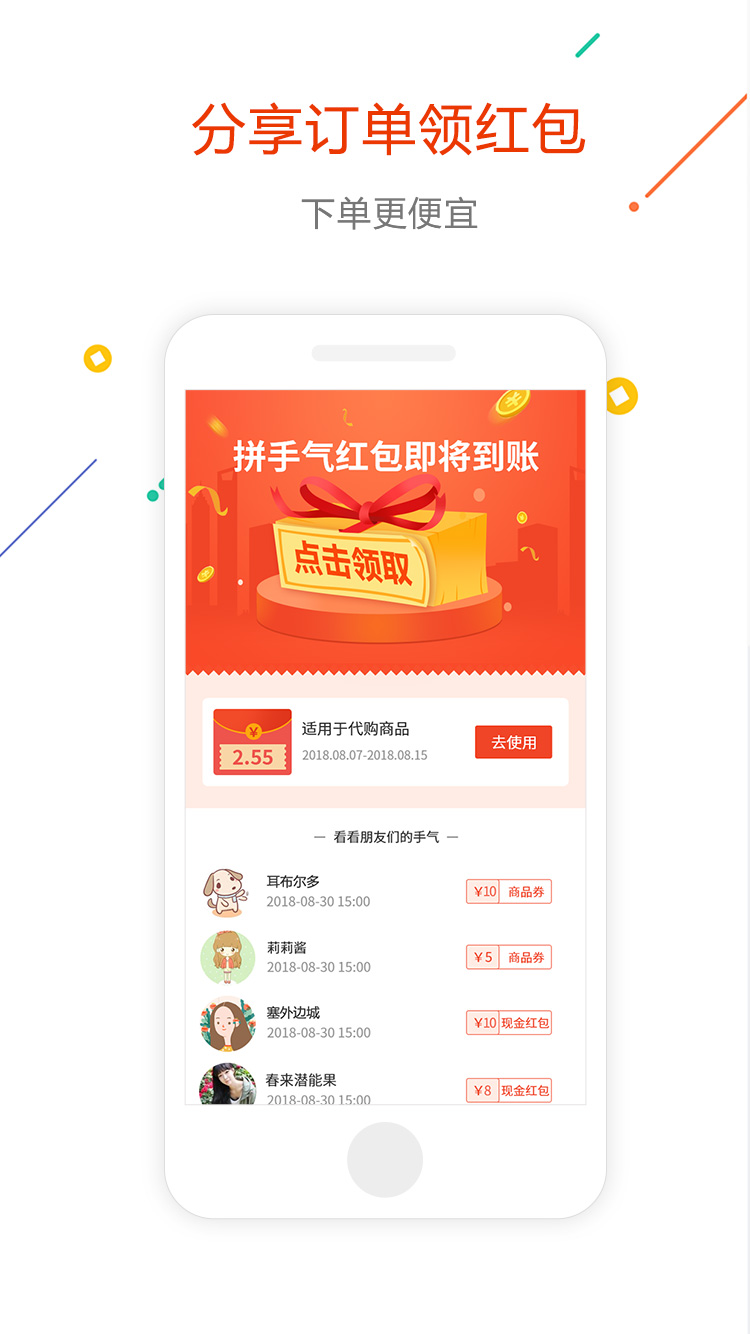 分享订单领红包
下单更便宜
拼手气红包即将到账
点击领取
¥
2.55
适用于代购商品
2018.08.07-2018.08.15
去使用
— 看看朋友们的手气 —
耳布尔多
2018-08-30 15:00
¥10 商品券
莉莉酱
2018-08-30 15:00
¥5 商品券
塞外边城
2018-08-30 15:00
¥10 现金红包
春来潜能果
2018-08-30 15:00
¥8 现金红包